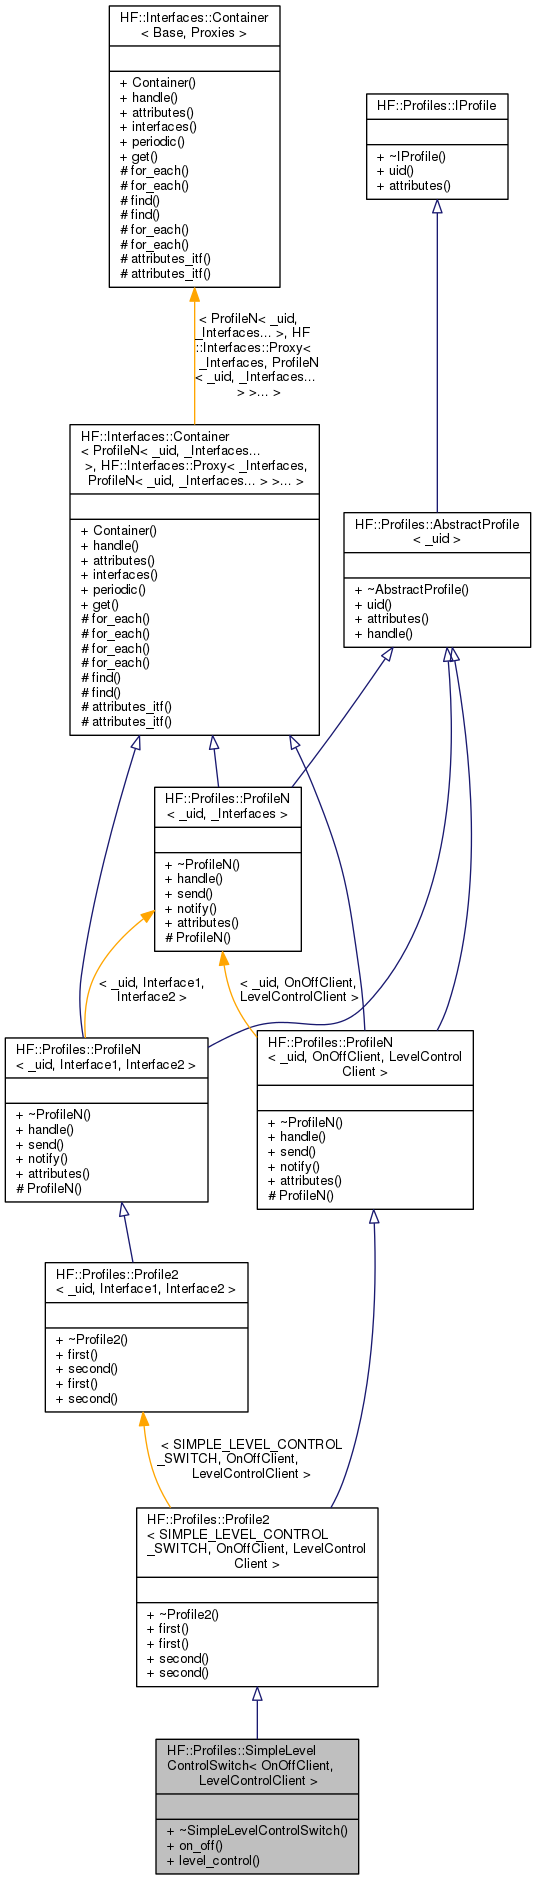 HF::Interfaces::Container
< Base, Proxies >
+ Container()
+ handle()
+ attributes()
+ interfaces()
+ periodic()
+ get()
# for_each()
# for_each()
# find()
# find()
# for_each()
# for_each()
# attributes_itf()
# attributes_itf()
HF::Profiles::IProfile
+ ~IProfile()
+ uid()
+ attributes()
< ProfileN< _uid,
_Interfaces... >, HF
::Interfaces::Proxy<
_Interfaces, ProfileN
< _uid, _Interfaces...
> >... >
HF::Interfaces::Container
< ProfileN< _uid, _Interfaces...
>, HF::Interfaces::Proxy< _Interfaces,
ProfileN< _uid, _Interfaces... > >... >
+ Container()
+ handle()
+ attributes()
+ interfaces()
+ periodic()
+ get()
# for_each()
# for_each()
# for_each()
# for_each()
# find()
# find()
# attributes_itf()
# attributes_itf()
HF::Profiles::AbstractProfile
< _uid >
+ ~AbstractProfile()
+ uid()
+ attributes()
+ handle()
HF::Profiles::ProfileN
< _uid, _Interfaces >
+ ~ProfileN()
+ handle()
+ send()
+ notify()
+ attributes()
# ProfileN()
< _uid, Interface1,
Interface2 >
< _uid, OnOffClient,
LevelControlClient >
HF::Profiles::ProfileN
< _uid, Interface1, Interface2 >
+ ~ProfileN()
+ handle()
+ send()
+ notify()
+ attributes()
# ProfileN()
HF::Profiles::ProfileN
< _uid, OnOffClient, LevelControl
Client >
+ ~ProfileN()
+ handle()
+ send()
+ notify()
+ attributes()
# ProfileN()
HF::Profiles::Profile2
< _uid, Interface1, Interface2 >
+ ~Profile2()
+ first()
+ second()
+ first()
+ second()
< SIMPLE_LEVEL_CONTROL
_SWITCH, OnOffClient,
LevelControlClient >
HF::Profiles::Profile2
< SIMPLE_LEVEL_CONTROL
_SWITCH, OnOffClient, LevelControl
Client >
+ ~Profile2()
+ first()
+ first()
+ second()
+ second()
HF::Profiles::SimpleLevel
ControlSwitch< OnOffClient,
LevelControlClient >
+ ~SimpleLevelControlSwitch()
+ on_off()
+ level_control()